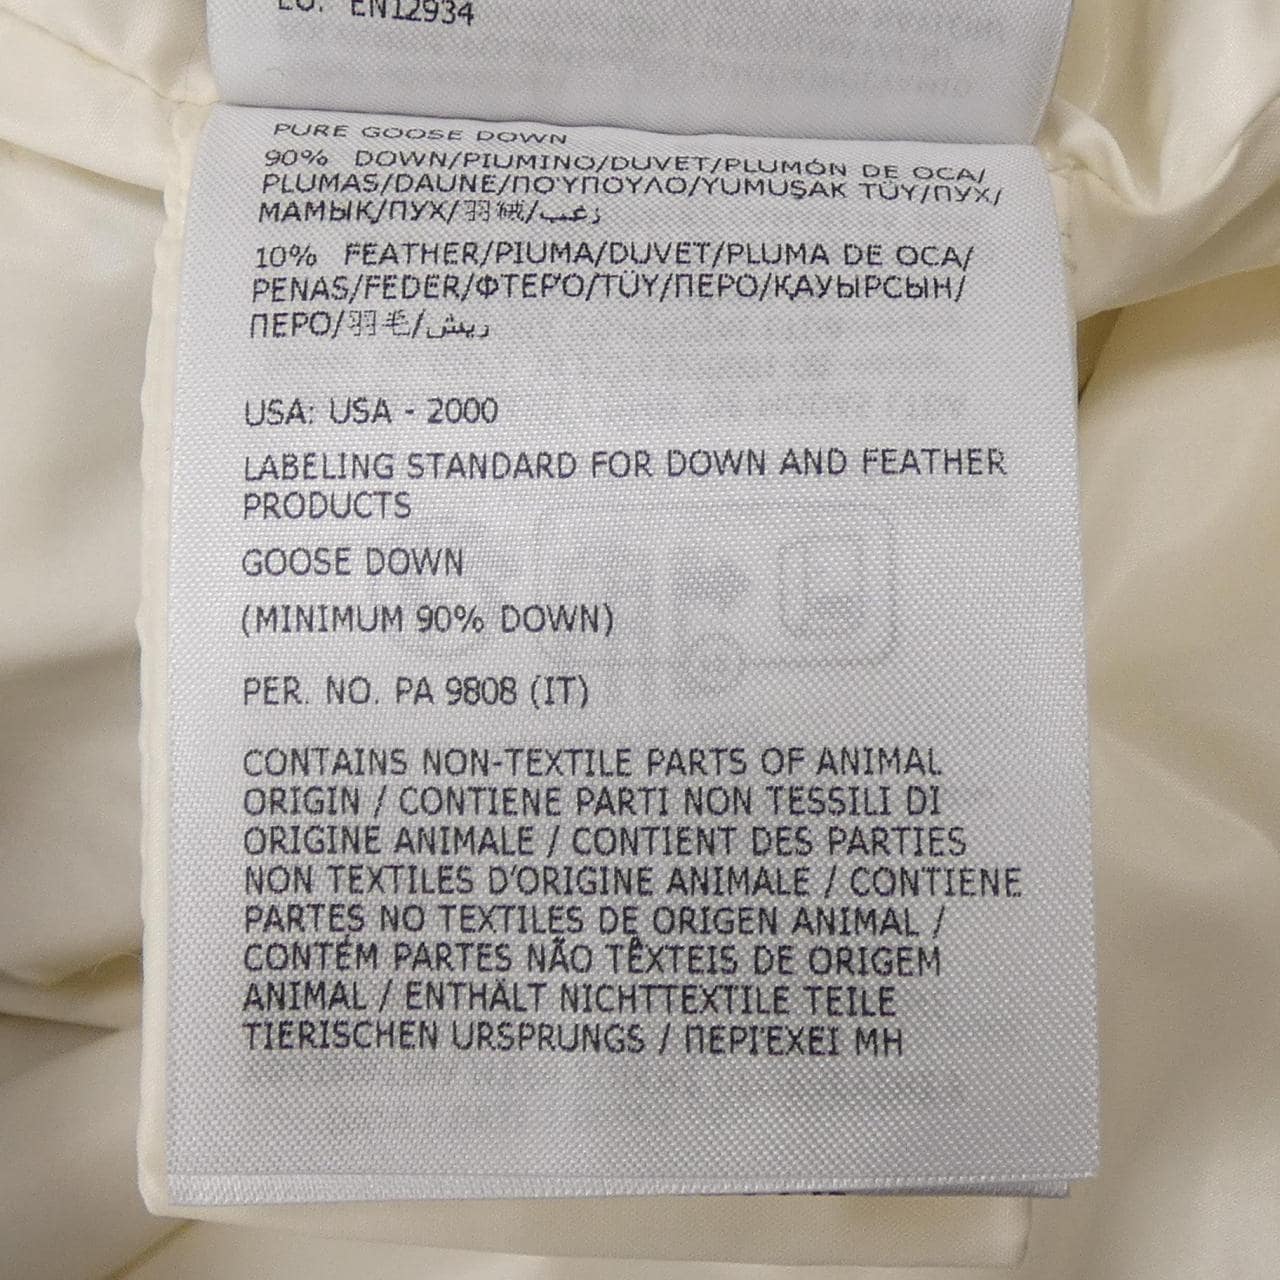 EN12934
PURE GOOSE DOWN
90% DOWN/PIUMINO/DUVET/PLUMÓN DE OCA/
PLUMAS/DAUNE/ΠΟΎΠΟΥΛΟ/YUMUŞAK TÜY/ПУХ/
МАМЫК/ПУХ/羽绒/زغب
10% FEATHER/PIUMA/DUVET/PLUMA DE OCA/
PENAS/FEDER/ΦΤΕΡΌ/TÜY/ПЕРО/ҚАУЫРСЫН/
ПЕРО/羽毛/ريش
USA: USA - 2000
LABELING STANDARD FOR DOWN AND FEATHER
PRODUCTS
GOOSE DOWN
(MINIMUM 90% DOWN)
PER. NO. PA 9808 (IT)
CONTAINS NON-TEXTILE PARTS OF ANIMAL
ORIGIN / CONTIENE PARTI NON TESSILI DI
ORIGINE ANIMALE / CONTIENT DES PARTIES
NON TEXTILES D'ORIGINE ANIMALE / CONTIENE
PARTES NO TEXTILES DE ORIGEN ANIMAL /
CONTÉM PARTES NÃO TÊXTEIS DE ORIGEM
ANIMAL / ENTHÄLT NICHTTEXTILE TEILE
TIERISCHEN URSPRUNGS / ΠΕΡΙΈΧΕΙ ΜΗ